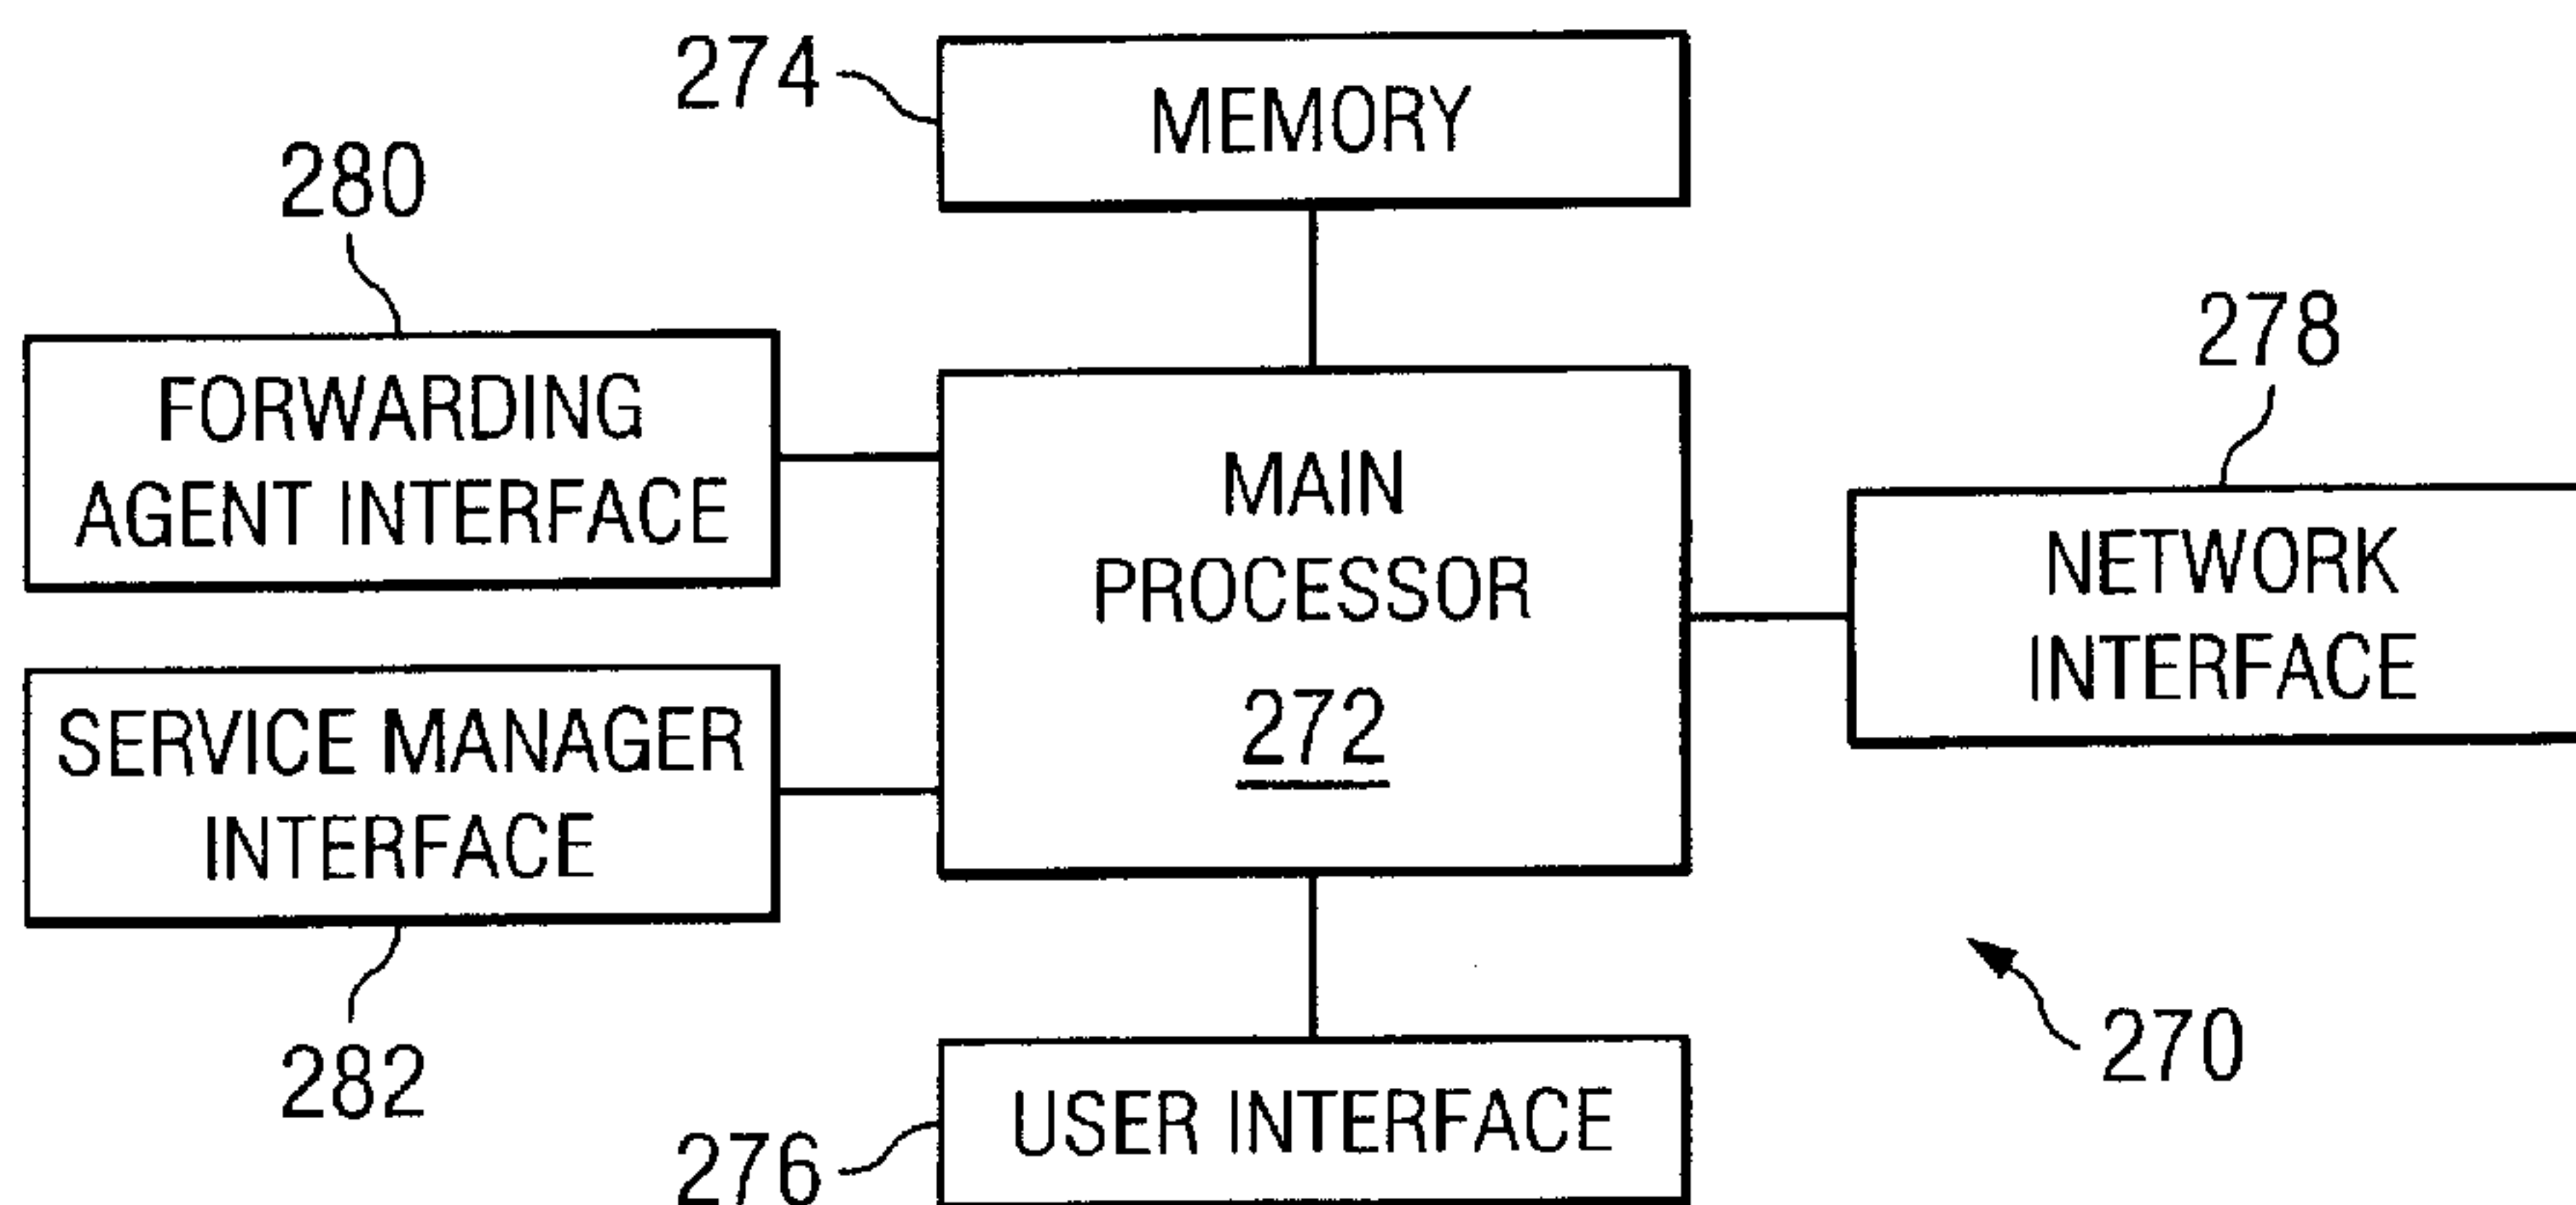 274
MEMORY
280
FORWARDING
AGENT INTERFACE
278
MAIN
PROCESSOR
272
NETWORK
INTERFACE
SERVICE MANAGER
INTERFACE
282
270
276
USER INTERFACE